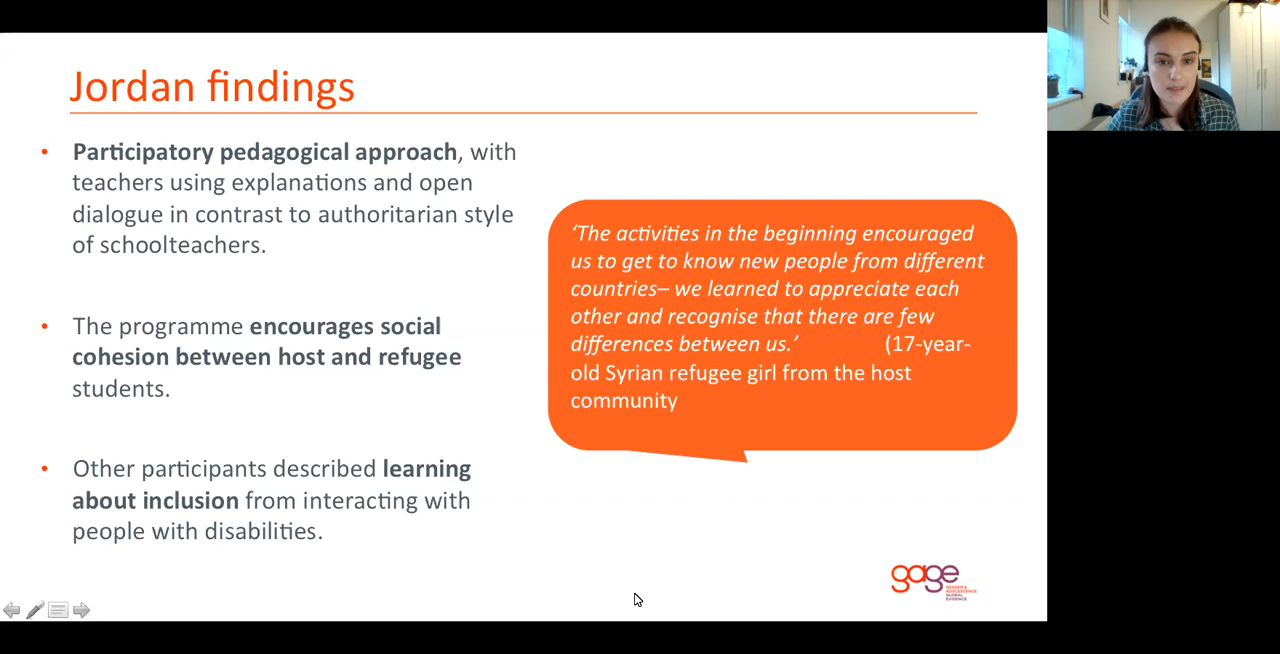 Jordan findings
• Participatory pedagogical approach, with
teachers using explanations and open
dialogue in contrast to authoritarian style
of schoolteachers.
• The programme encourages social
cohesion between host and refugee
students.
• Other participants described learning
about inclusion from interacting with
people with disabilities.
‘The activities in the beginning encouraged
us to get to know new people from different
countries– we learned to appreciate each
other and recognise that there are few
differences between us.’ (17-year-
old Syrian refugee girl from the host
community
gage
GENDER &
ADOLESCENCE
GLOBAL
EVIDENCE